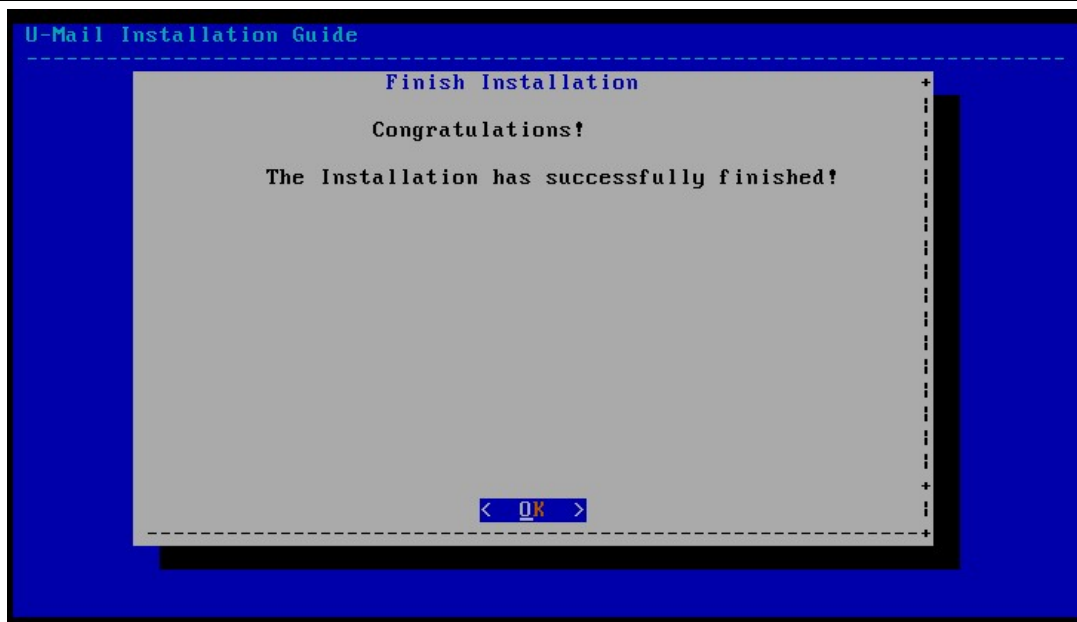 U-Mail Installation Guide
Finish Installation
Congratulations!
The Installation has successfully finished!
< OK >